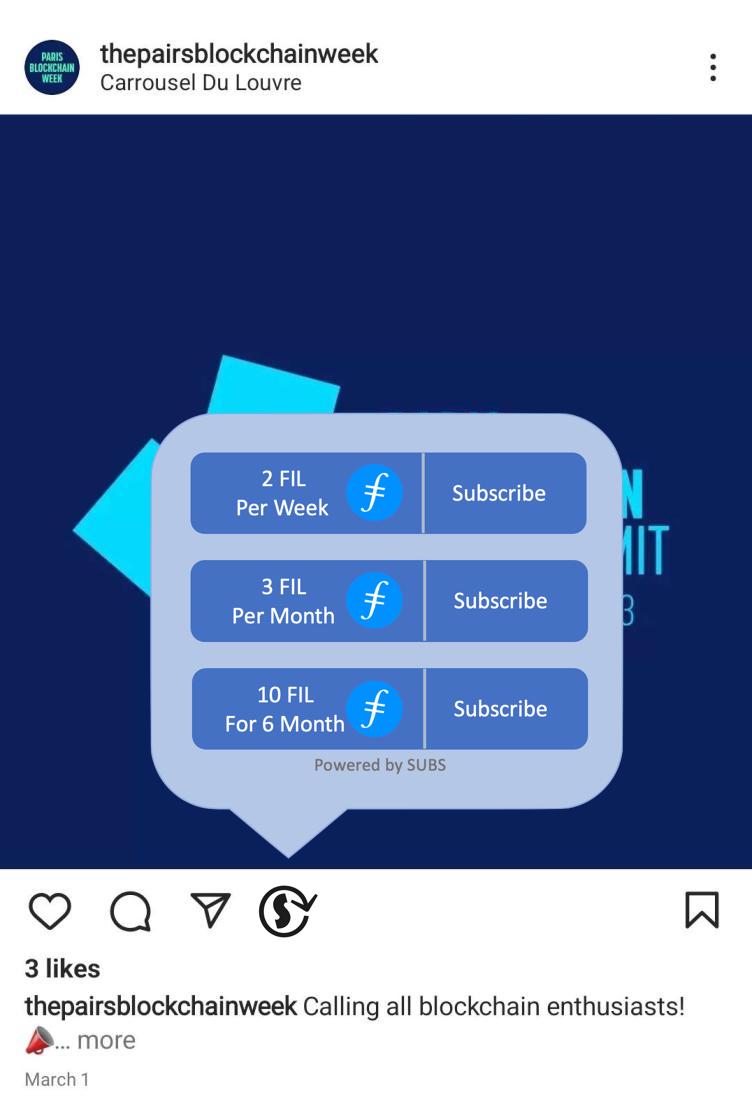 PARIS
BLOCKCHAIN
WEEK
thepairsblockchainweek
Carrousel Du Louvre
N
MIT
3
2 FIL
Per Week
Subscribe
3 FIL
Per Month
Subscribe
10 FIL
For 6 Month
Subscribe
Powered by SUBS
3 likes
thepairsblockchainweek Calling all blockchain enthusiasts!
📣... more
March 1